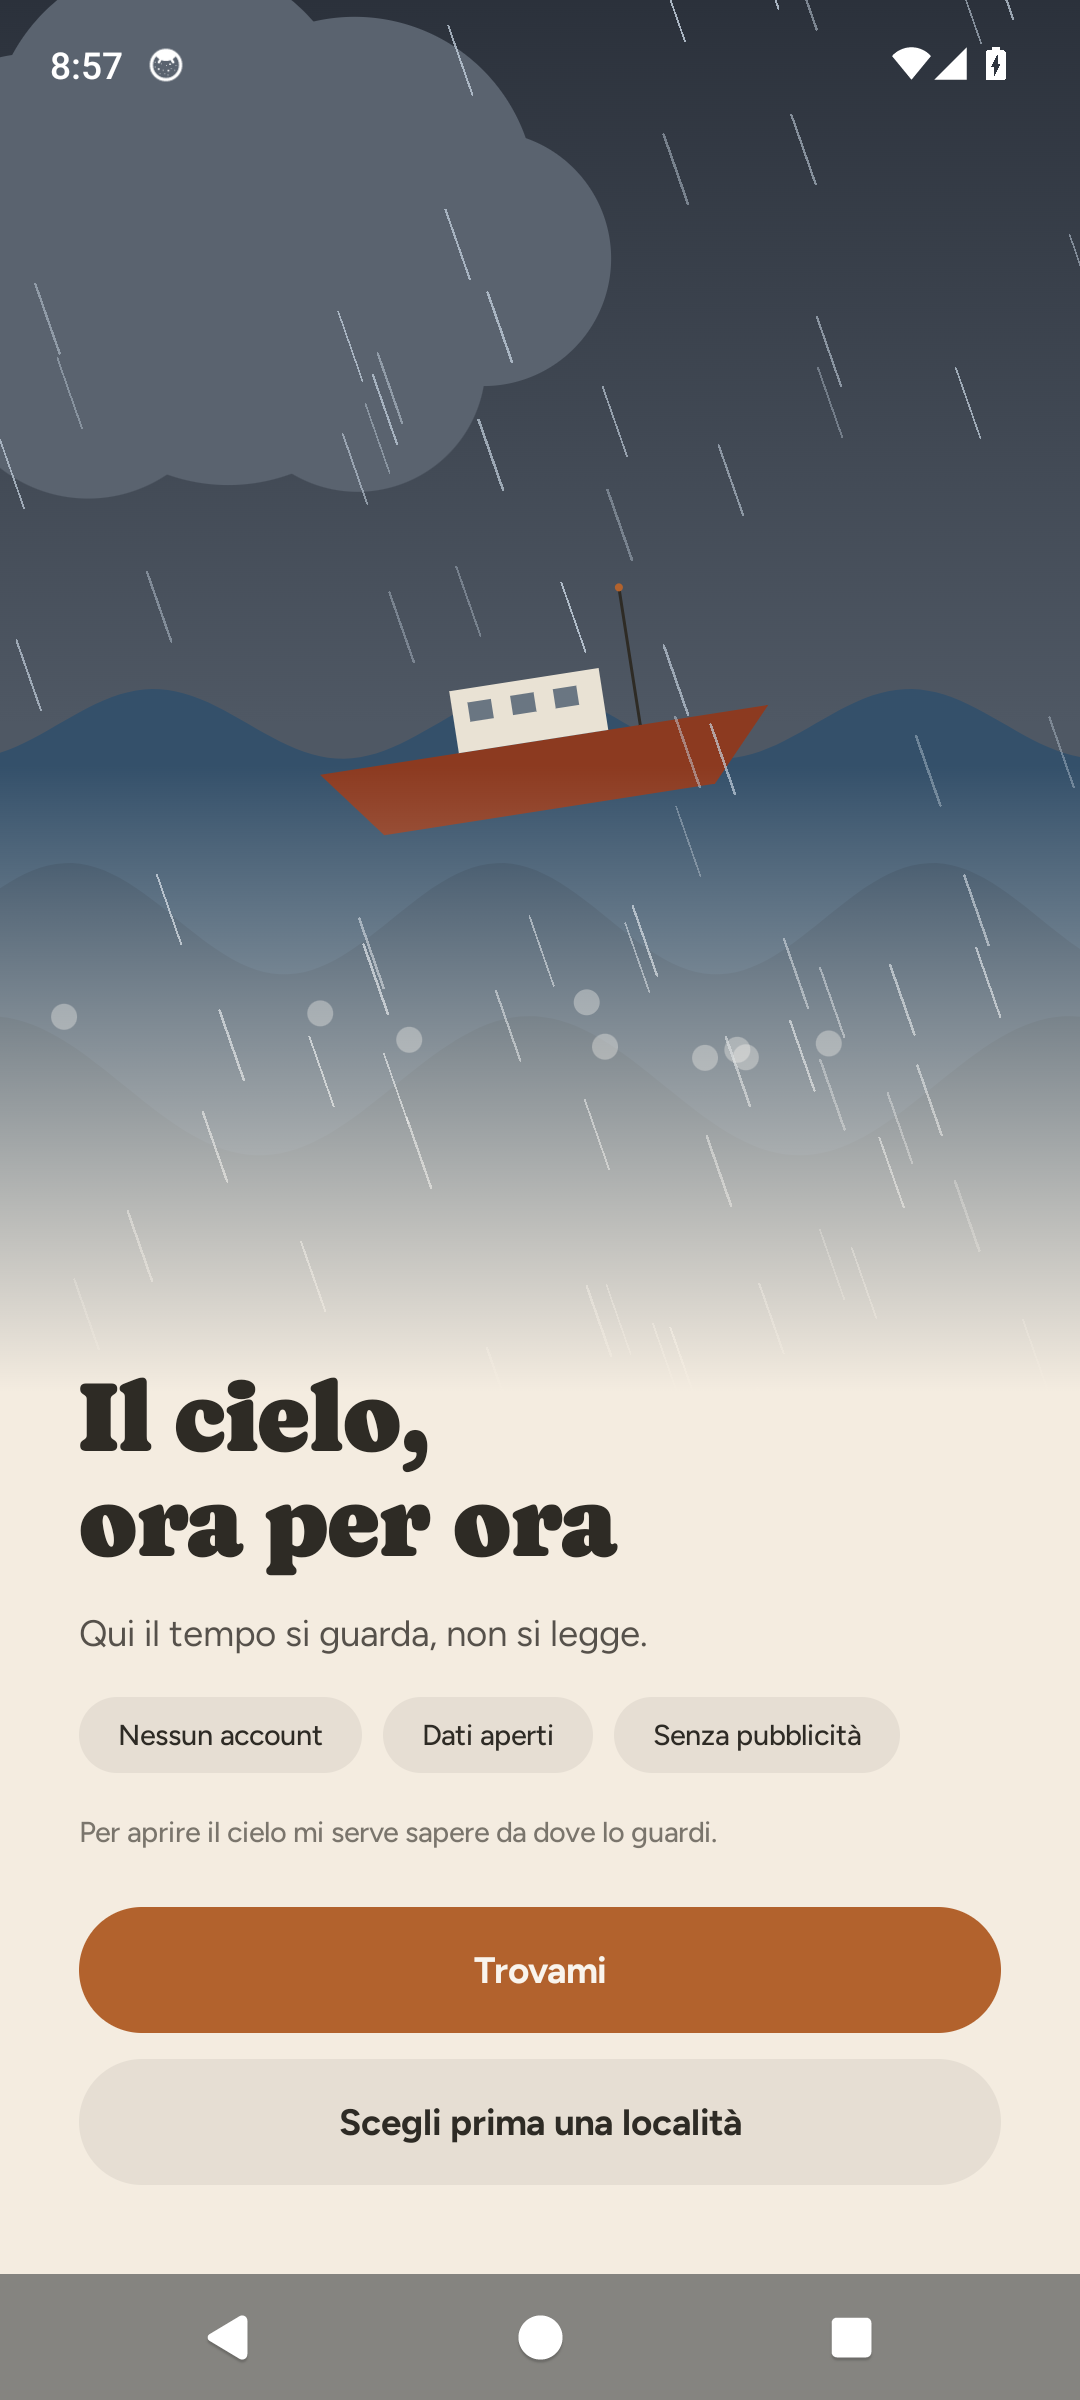 8:57
Il cielo,
ora per ora
Qui il tempo si guarda, non si legge.
Nessun account
Dati aperti
Senza pubblicità
Per aprire il cielo mi serve sapere da dove lo guardi.
Trovami
Scegli prima una località